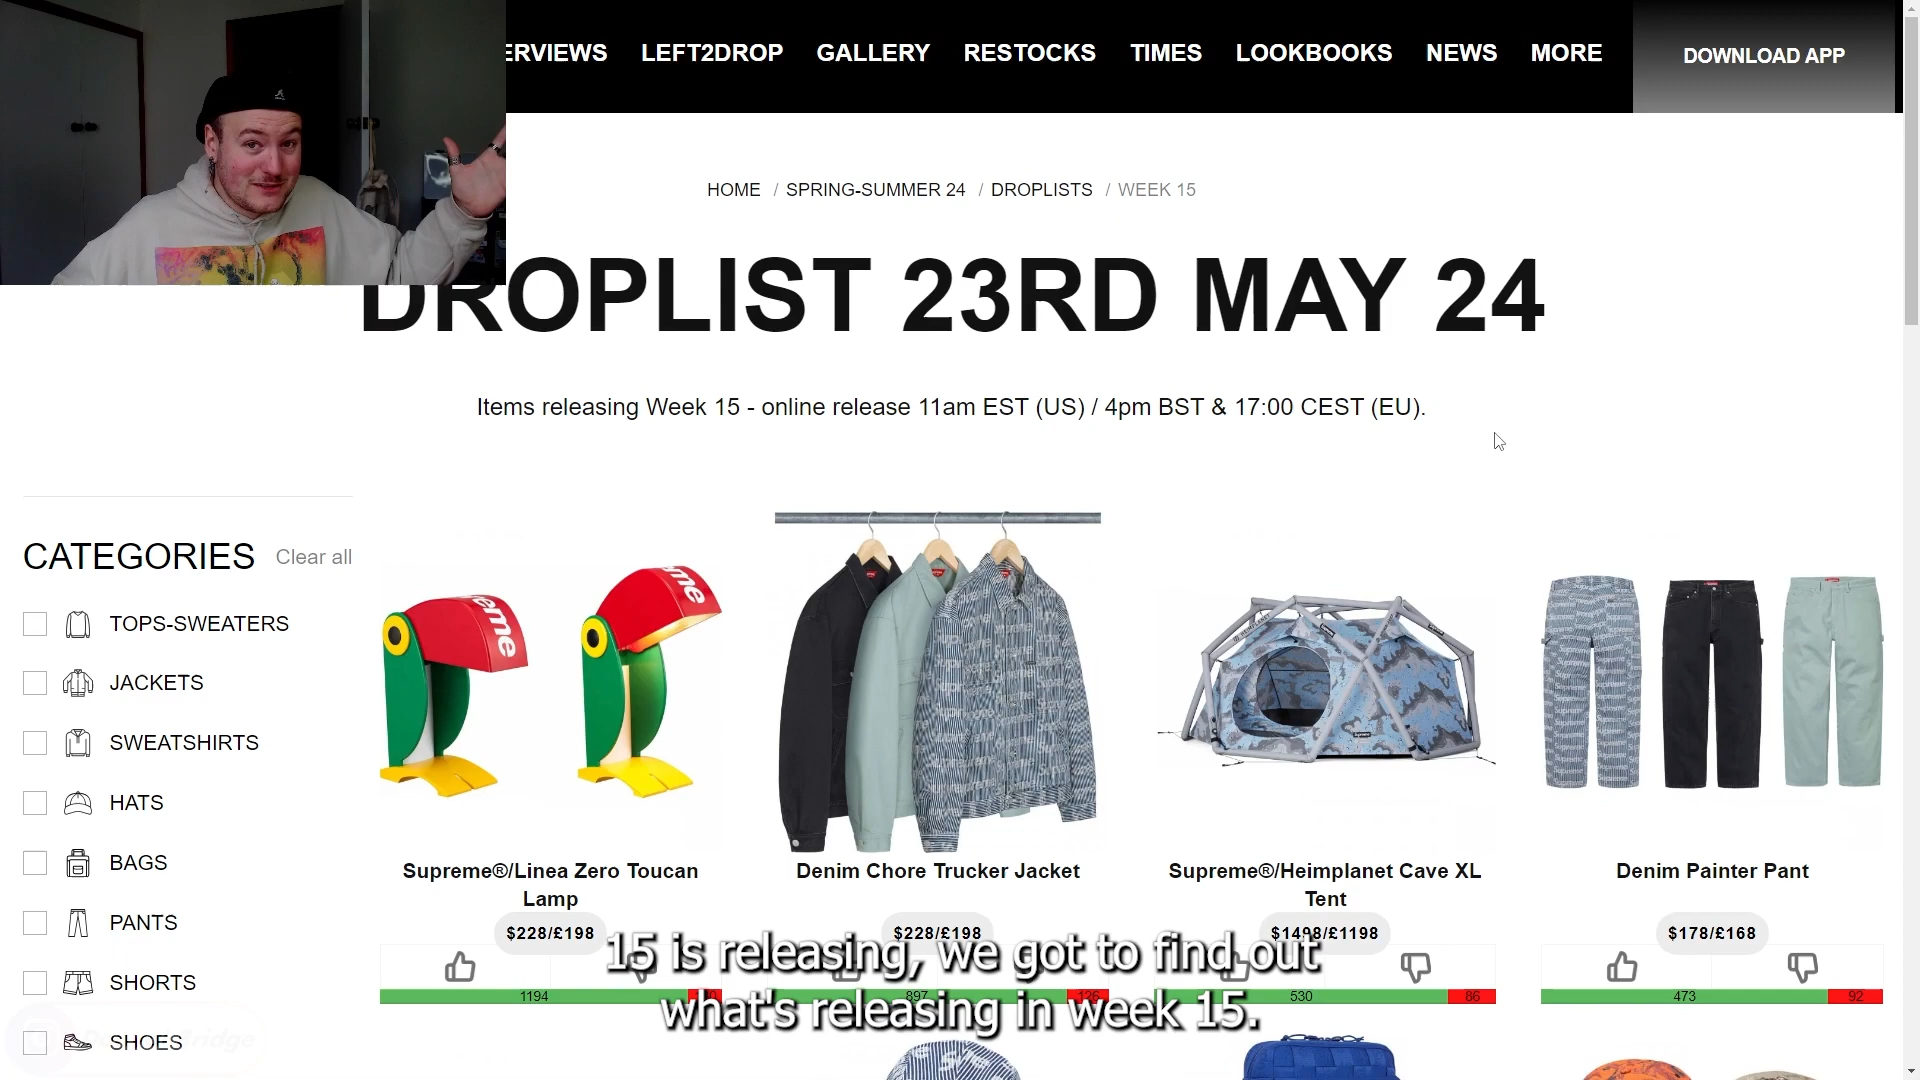 ERVIEWS LEFT2DROP GALLERY RESTOCKS TIMES LOOKBOOKS NEWS MORE DOWNLOAD APP
HOME / SPRING-SUMMER 24 / DROPLISTS / WEEK 15
DROPLIST 23RD MAY 24
Items releasing Week 15 - online release 11am EST (US) / 4pm BST & 17:00 CEST (EU).
CATEGORIES Clear all
TOPS-SWEATERS
JACKETS
SWEATSHIRTS
HATS
BAGS
PANTS
SHORTS
SHOES
Supreme®/Linea Zero Toucan
Lamp
$228/£198
1194
Denim Chore Trucker Jacket
$228/£198
897 126
Supreme®/Heimplanet Cave XL
Tent
$1498/£1198
530 86
Denim Painter Pant
$178/£168
473 92
15 is releasing, we got to find out
what's releasing in week 15.